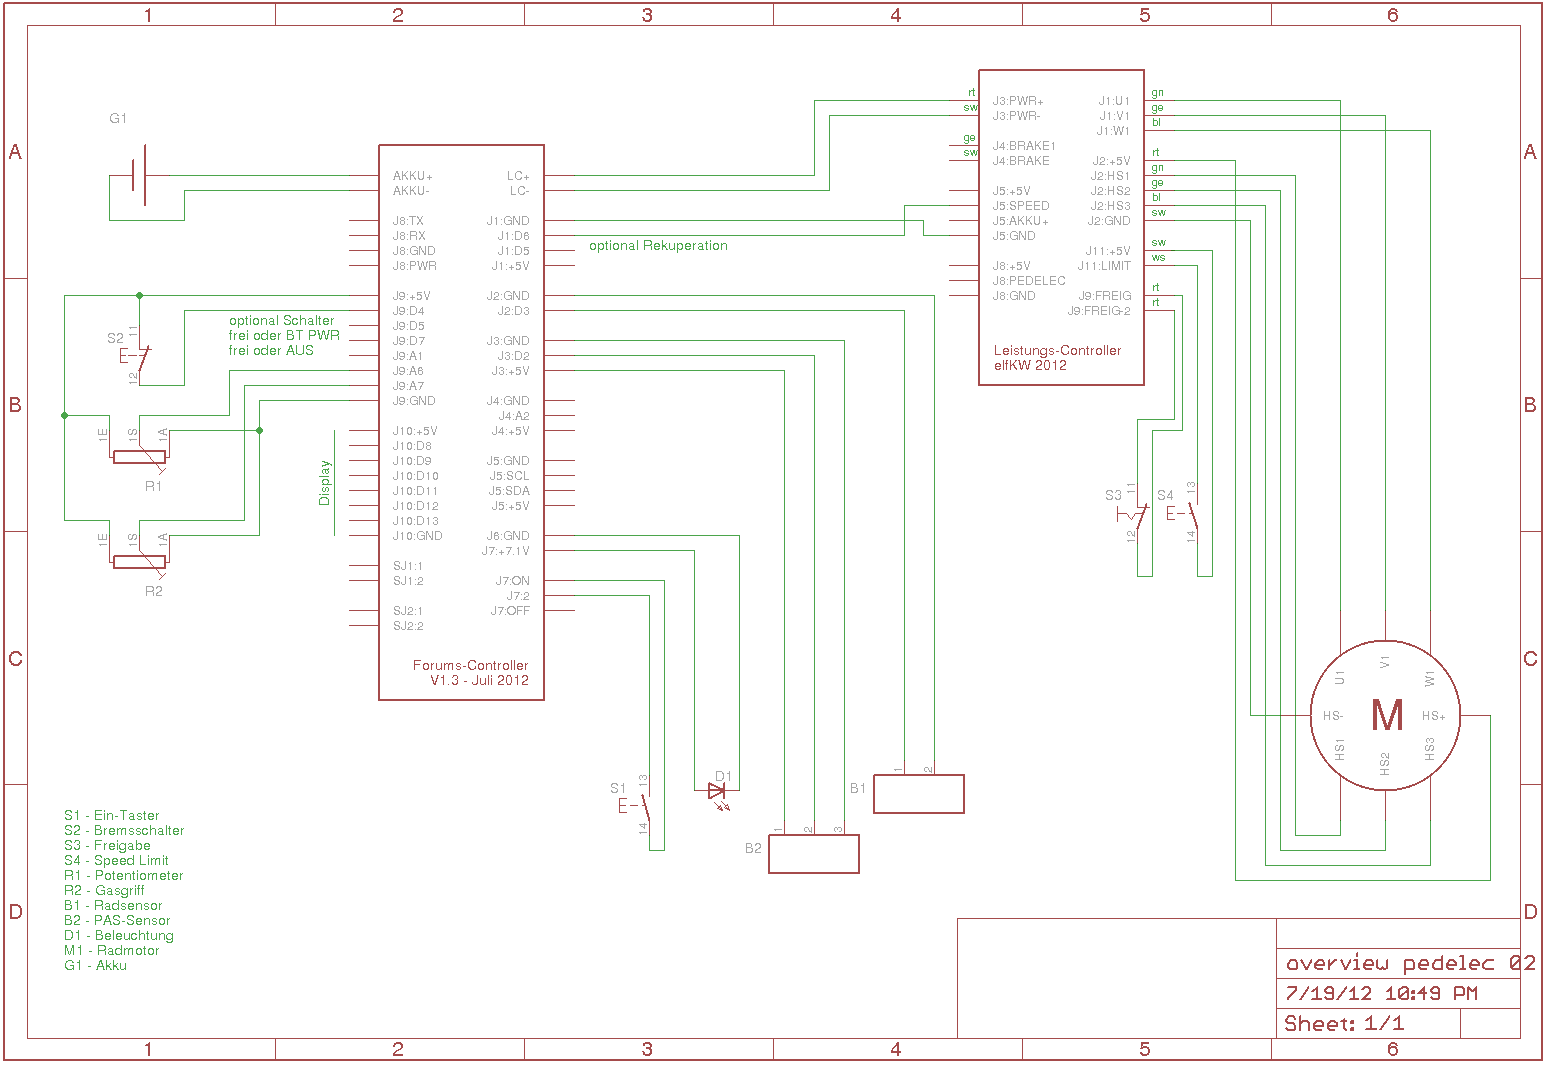 1 2 3 4 5 6
A
B
C
D
A
B
C
D
G1
AKKU+
AKKU-
J8:TX
J8:RX
J8:GND
J8:PWR
J9:+5V
J9:D4
J9:D5
J9:D7
J9:A1
J9:A6
J9:A7
J9:GND
J10:+5V
J10:D8
J10:D9
J10:D10
J10:D11
J10:D12
J10:D13
J10:GND
SJ1:1
SJ1:2
SJ2:1
SJ2:2
LC+
LC-
J1:GND
J1:D6
J1:D5
J1:+5V
J2:GND
J2:D3
J3:GND
J3:D2
J3:+5V
J4:GND
J4:A2
J4:+5V
J5:GND
J5:SCL
J5:SDA
J5:+5V
J6:GND
J7:+7.1V
J7:ON
J7:2
J7:OFF
Forums-Controller
V1.3 - Juli 2012
optional Rekuperation
optional Schalter
frei oder BT PWR
frei oder AUS
Display
S2
11
12
1E 1S 1A
R1
1E 1S 1A
R2
rt
sw
ge
sw
J3:PWR+
J3:PWR-
J4:BRAKE1
J4:BRAKE
J5:+5V
J5:SPEED
J5:AKKU+
J5:GND
J8:+5V
J8:PEDELEC
J8:GND
J1:U1
J1:V1
J1:W1
J2:+5V
J2:HS1
J2:HS2
J2:HS3
J2:GND
J11:+5V
J11:LIMIT
J9:FREIG
J9:FREIG-2
gn
ge
bl
rt
gn
ge
bl
sw
sw
ws
rt
rt
Leistungs-Controller
elfKW 2012
S3
11
12
S4
13
14
U1
V1
W1
HS-
M
HS+
HS1
HS2
HS3
S1
13
14
D1
B1
1 2
B2
1 2 3
S1 - Ein-Taster
S2 - Bremsschalter
S3 - Freigabe
S4 - Speed Limit
R1 - Potentiometer
R2 - Gasgriff
B1 - Radsensor
B2 - PAS-Sensor
D1 - Beleuchtung
M1 - Radmotor
G1 - Akku
overview pedelec 02
7/19/12 10:49 PM
Sheet: 1/1
1 2 3 4 5 6